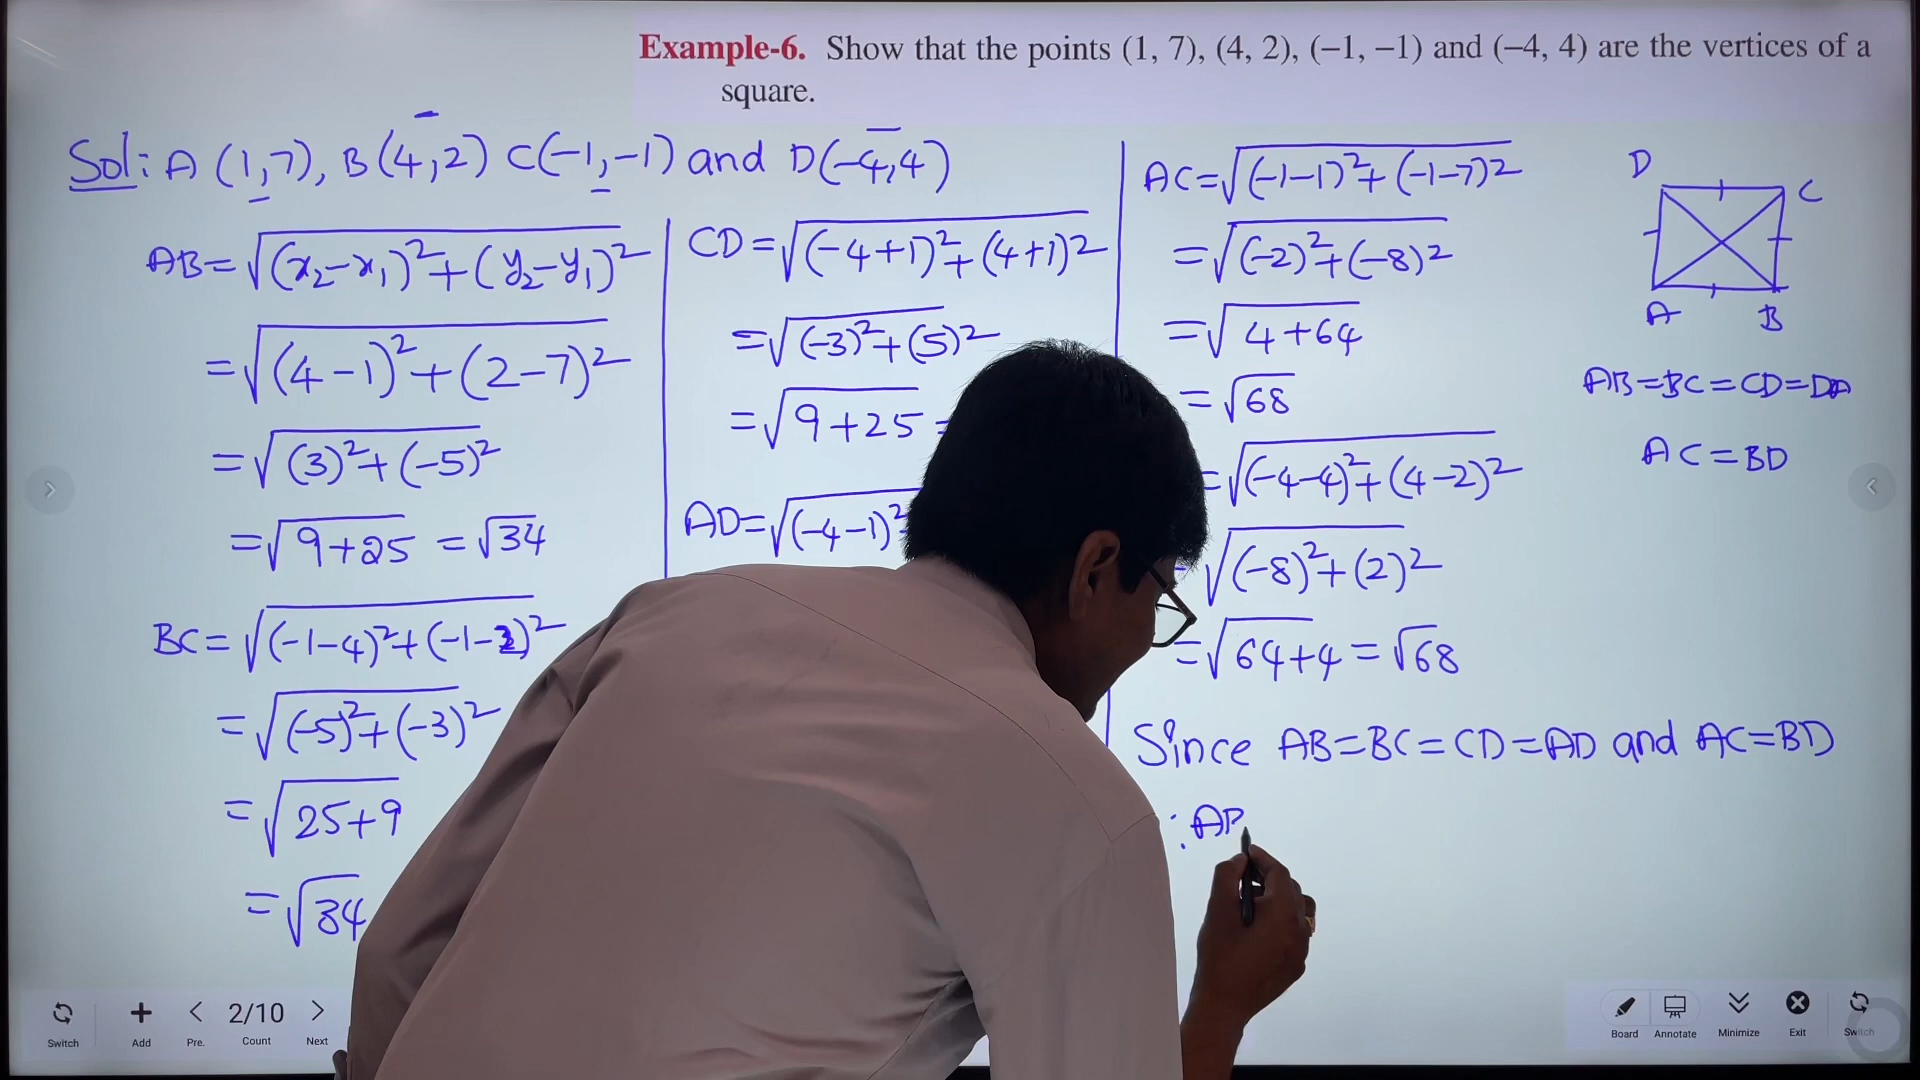 Example-6. Show that the points (1, 7), (4, 2), (−1, −1) and (−4, 4) are the vertices of a
square.
Sol: A (1,7), B(4,2) C(-1,-1) and D(-4,4)
AB=√(x₂-x₁)²+(y₂-y₁)²
=√(4-1)²+(2-7)²
=√(3)²+(-5)²
=√9+25 =√34
BC=√(-1-4)²+(-1-2)²
=√(-5)²+(-3)²
=√25+9
=√34
CD=√(-4+1)²+(4+1)²
=√(-3)²+(5)²
=√9+25 =
AD=√(-4-1)²
AC=√(-1-1)²+(-1-7)²
=√(-2)²+(-8)²
=√4+64
=√68
=√(-4-4)²+(4-2)²
=√(-8)²+(2)²
=√64+4 =√68
Since AB=BC=CD=AD and AC=BD
D
C
A
B
AB=BC=CD=DA
AC=BD
Switch
Add
Pre.
2/10
Count
Next
Board
Annotate
Minimize
Exit
Switch